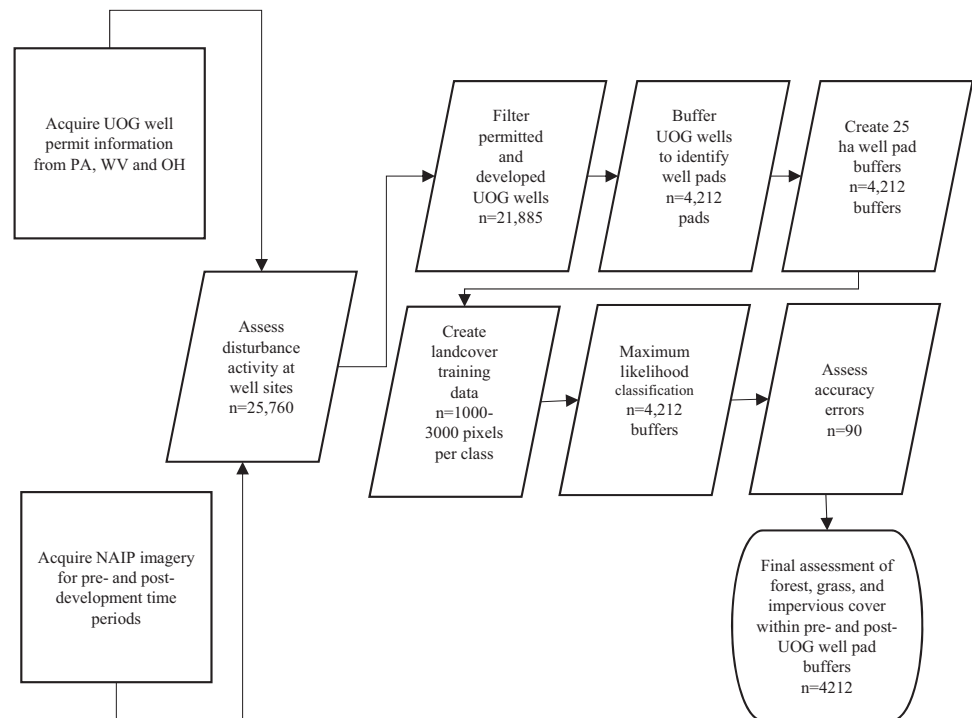 Acquire UOG well
permit information
from PA, WV and OH
Acquire NAIP imagery
for pre- and post-
development time
periods
Assess
disturbance
activity at
well sites
n=25,760
Filter
permitted
and
developed
UOG wells
n=21,885
Buffer
UOG wells
to identify
well pads
n=4,212
pads
Create 25
ha well pad
buffers
n=4,212
buffers
Create
landcover
training
data
n=1000-
3000 pixels
per class
Maximum
likelihood
classification
n=4,212
buffers
Assess
accuracy
errors
n=90
Final assessment of
forest, grass, and
impervious cover
within pre- and post-
UOG well pad
buffers
n=4212